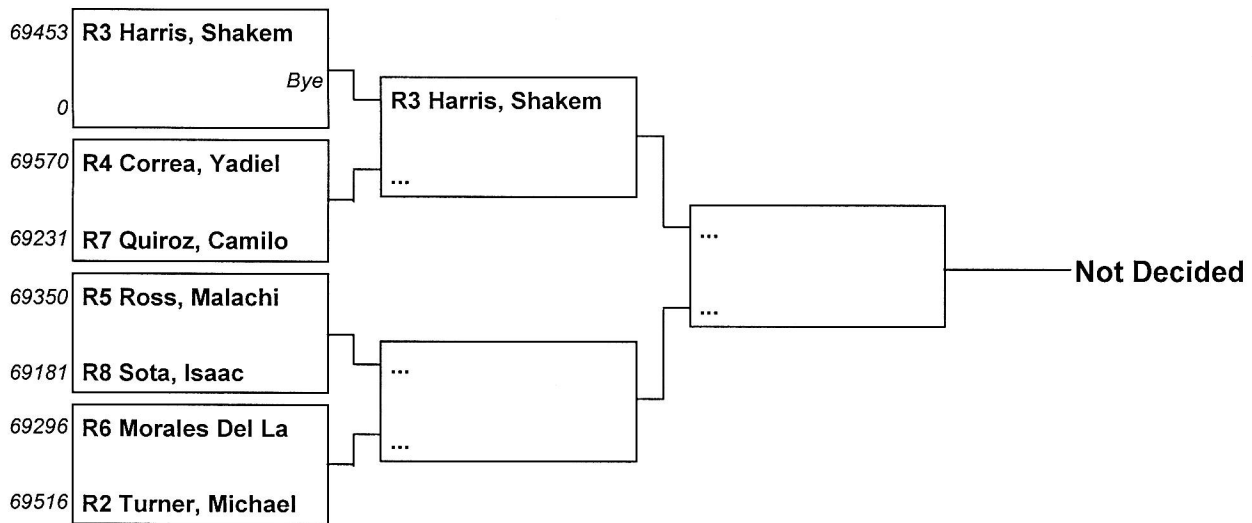 69453 R3 Harris, Shakem
Bye
0
R3 Harris, Shakem
69570 R4 Correa, Yadiel
...
69231 R7 Quiroz, Camilo
...
Not Decided
69350 R5 Ross, Malachi
...
69181 R8 Sota, Isaac
...
69296 R6 Morales Del La
...
69516 R2 Turner, Michael